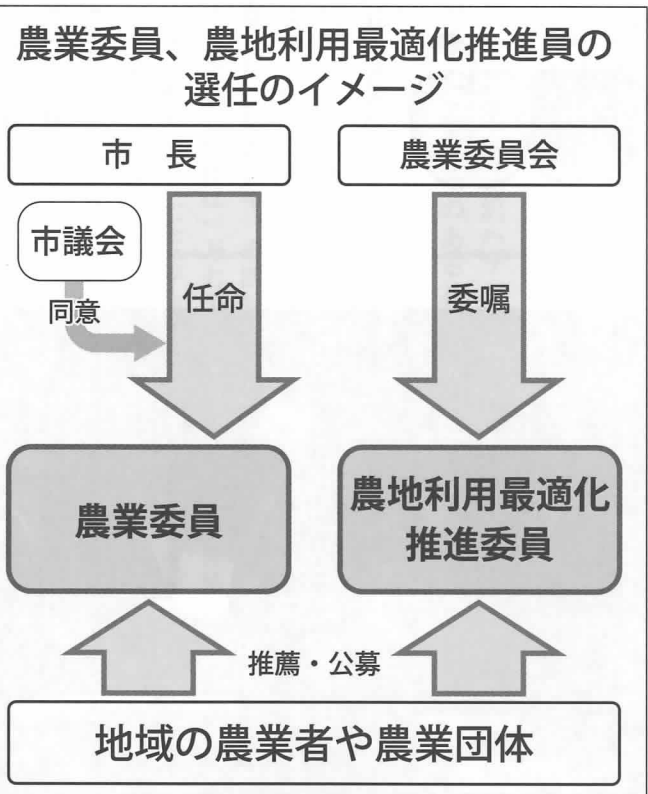 農業委員、農地利用最適化推進員の
選任のイメージ
市　長
農業委員会
市議会
同意
任命
委嘱
農業委員
農地利用最適化
推進委員
推薦・公募
地域の農業者や農業団体